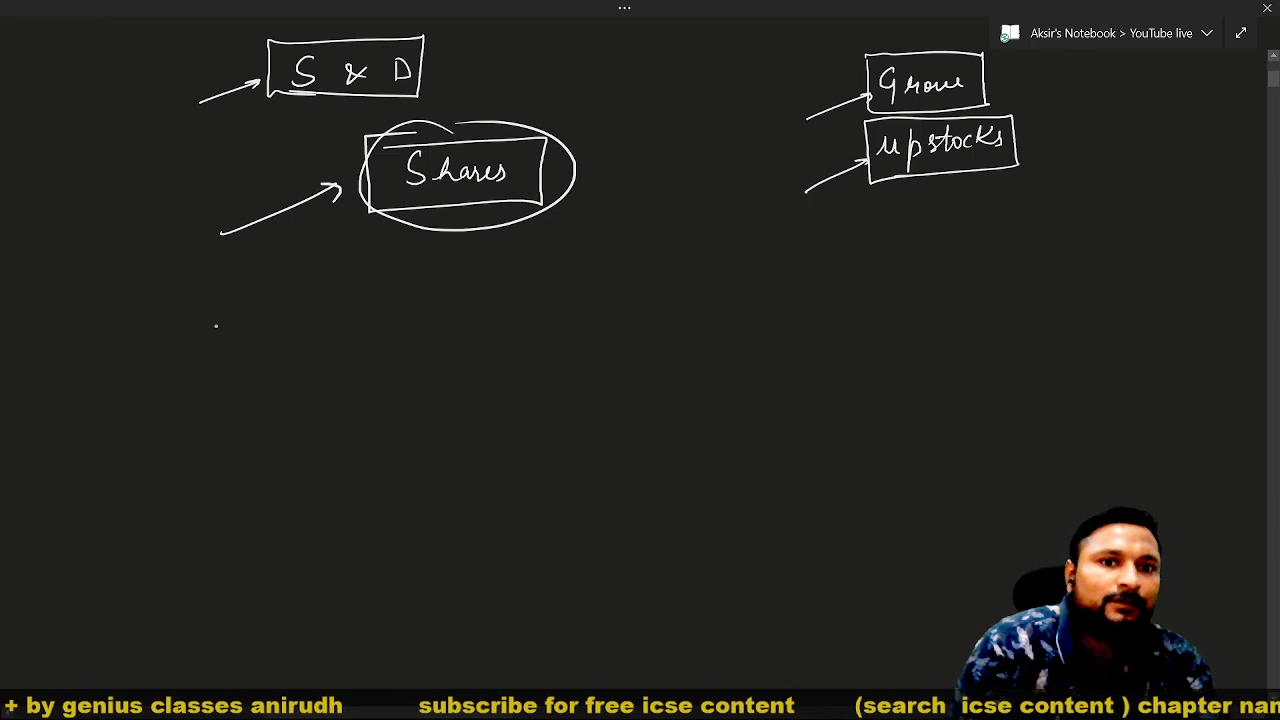 Aksir's Notebook > YouTube live
S & D
Grow
Shares
upstocks
+ by genius classes anirudh subscribe for free icse content (search icse content ) chapter nan